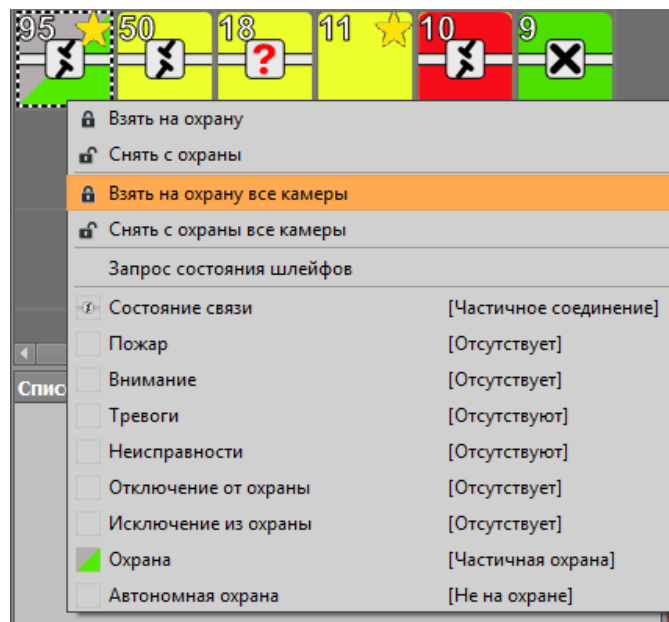 95 50 18 11 10 9
Взять на охрану
Снять с охраны
Взять на охрану все камеры
Снять с охраны все камеры
Запрос состояния шлейфов
Состояние связи [Частичное соединение]
Пожар [Отсутствует]
Внимание [Отсутствует]
Тревоги [Отсутствуют]
Неисправности [Отсутствуют]
Отключение от охраны [Отсутствует]
Исключение из охраны [Отсутствует]
Охрана [Частичная охрана]
Автономная охрана [Не на охране]